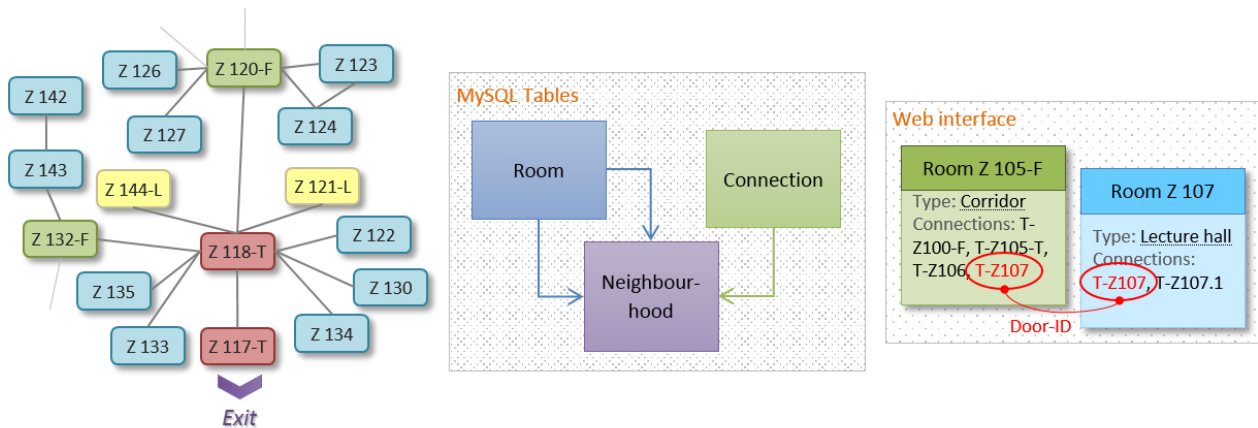 Z 126
Z 120-F
Z 123
Z 142
Z 127
Z 124
Z 143
Z 144-L
Z 121-L
Z 132-F
Z 118-T
Z 122
Z 135
Z 130
Z 133
Z 117-T
Z 134
Exit
MySQL Tables
Room
Connection
Neighbour-
hood
Web interface
Room Z 105-F
Type: Corridor
Connections: T-
Z100-F, T-Z105-T,
T-Z106, T-Z107
Room Z 107
Type: Lecture hall
Connections:
T-Z107, T-Z107.1
Door-ID